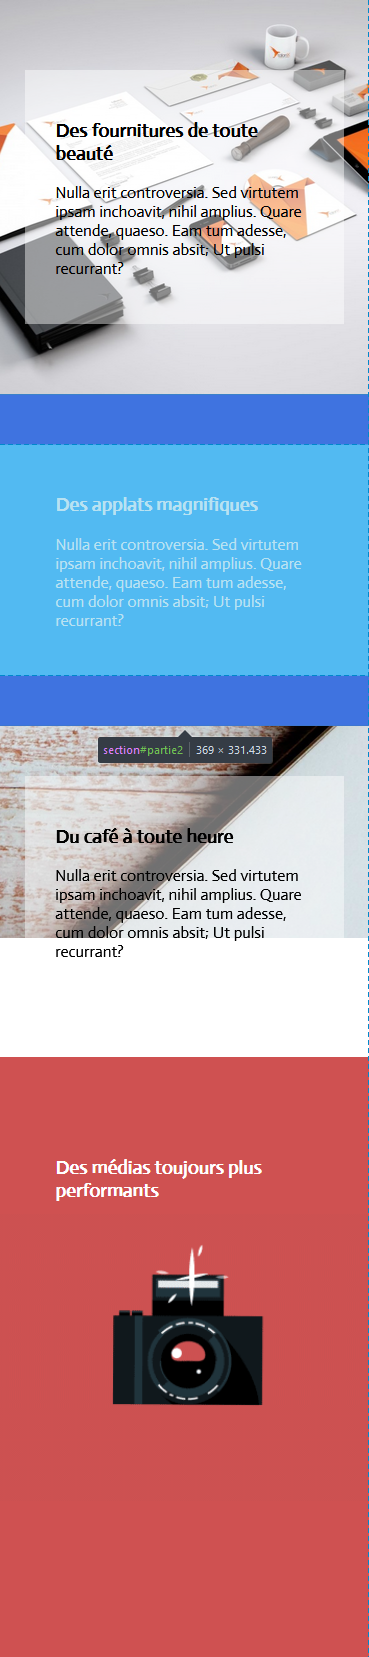 Des fournitures de toute
beauté
Nulla erit controversia. Sed virtutem
ipsam inchoavit, nihil amplius. Quare
attende, quaeso. Eam tum adesse,
cum dolor omnis absit; Ut pulsi
recurrant?
Des applats magnifiques
Nulla erit controversia. Sed virtutem
ipsam inchoavit, nihil amplius. Quare
attende, quaeso. Eam tum adesse,
cum dolor omnis absit; Ut pulsi
recurrant?
section#partie2 369 × 331.433
Du café à toute heure
Nulla erit controversia. Sed virtutem
ipsam inchoavit, nihil amplius. Quare
attende, quaeso. Eam tum adesse,
cum dolor omnis absit; Ut pulsi
recurrant?
Des médias toujours plus
performants